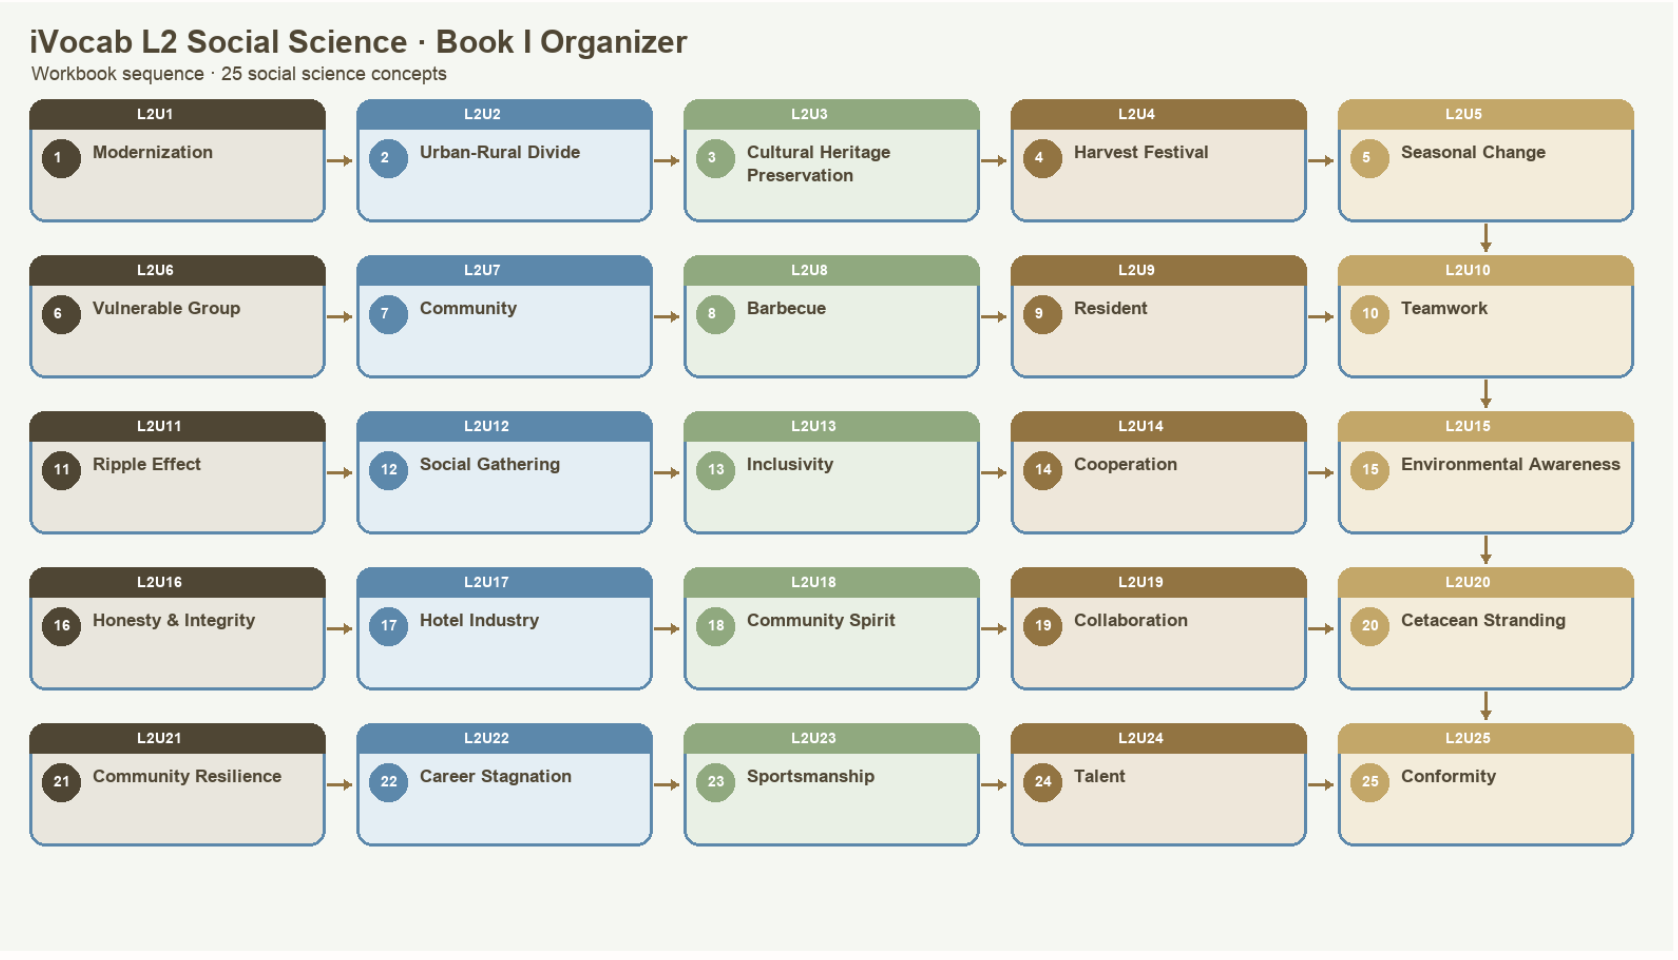 iVocab L2 Social Science · Book I Organizer
Workbook sequence · 25 social science concepts
L2U1
1
Modernization
L2U2
2
Urban-Rural Divide
L2U3
3
Cultural Heritage
Preservation
L2U4
4
Harvest Festival
L2U5
5
Seasonal Change
L2U6
6
Vulnerable Group
L2U7
7
Community
L2U8
8
Barbecue
L2U9
9
Resident
L2U10
10
Teamwork
L2U11
11
Ripple Effect
L2U12
12
Social Gathering
L2U13
13
Inclusivity
L2U14
14
Cooperation
L2U15
15
Environmental Awareness
L2U16
16
Honesty & Integrity
L2U17
17
Hotel Industry
L2U18
18
Community Spirit
L2U19
19
Collaboration
L2U20
20
Cetacean Stranding
L2U21
21
Community Resilience
L2U22
22
Career Stagnation
L2U23
23
Sportsmanship
L2U24
24
Talent
L2U25
25
Conformity